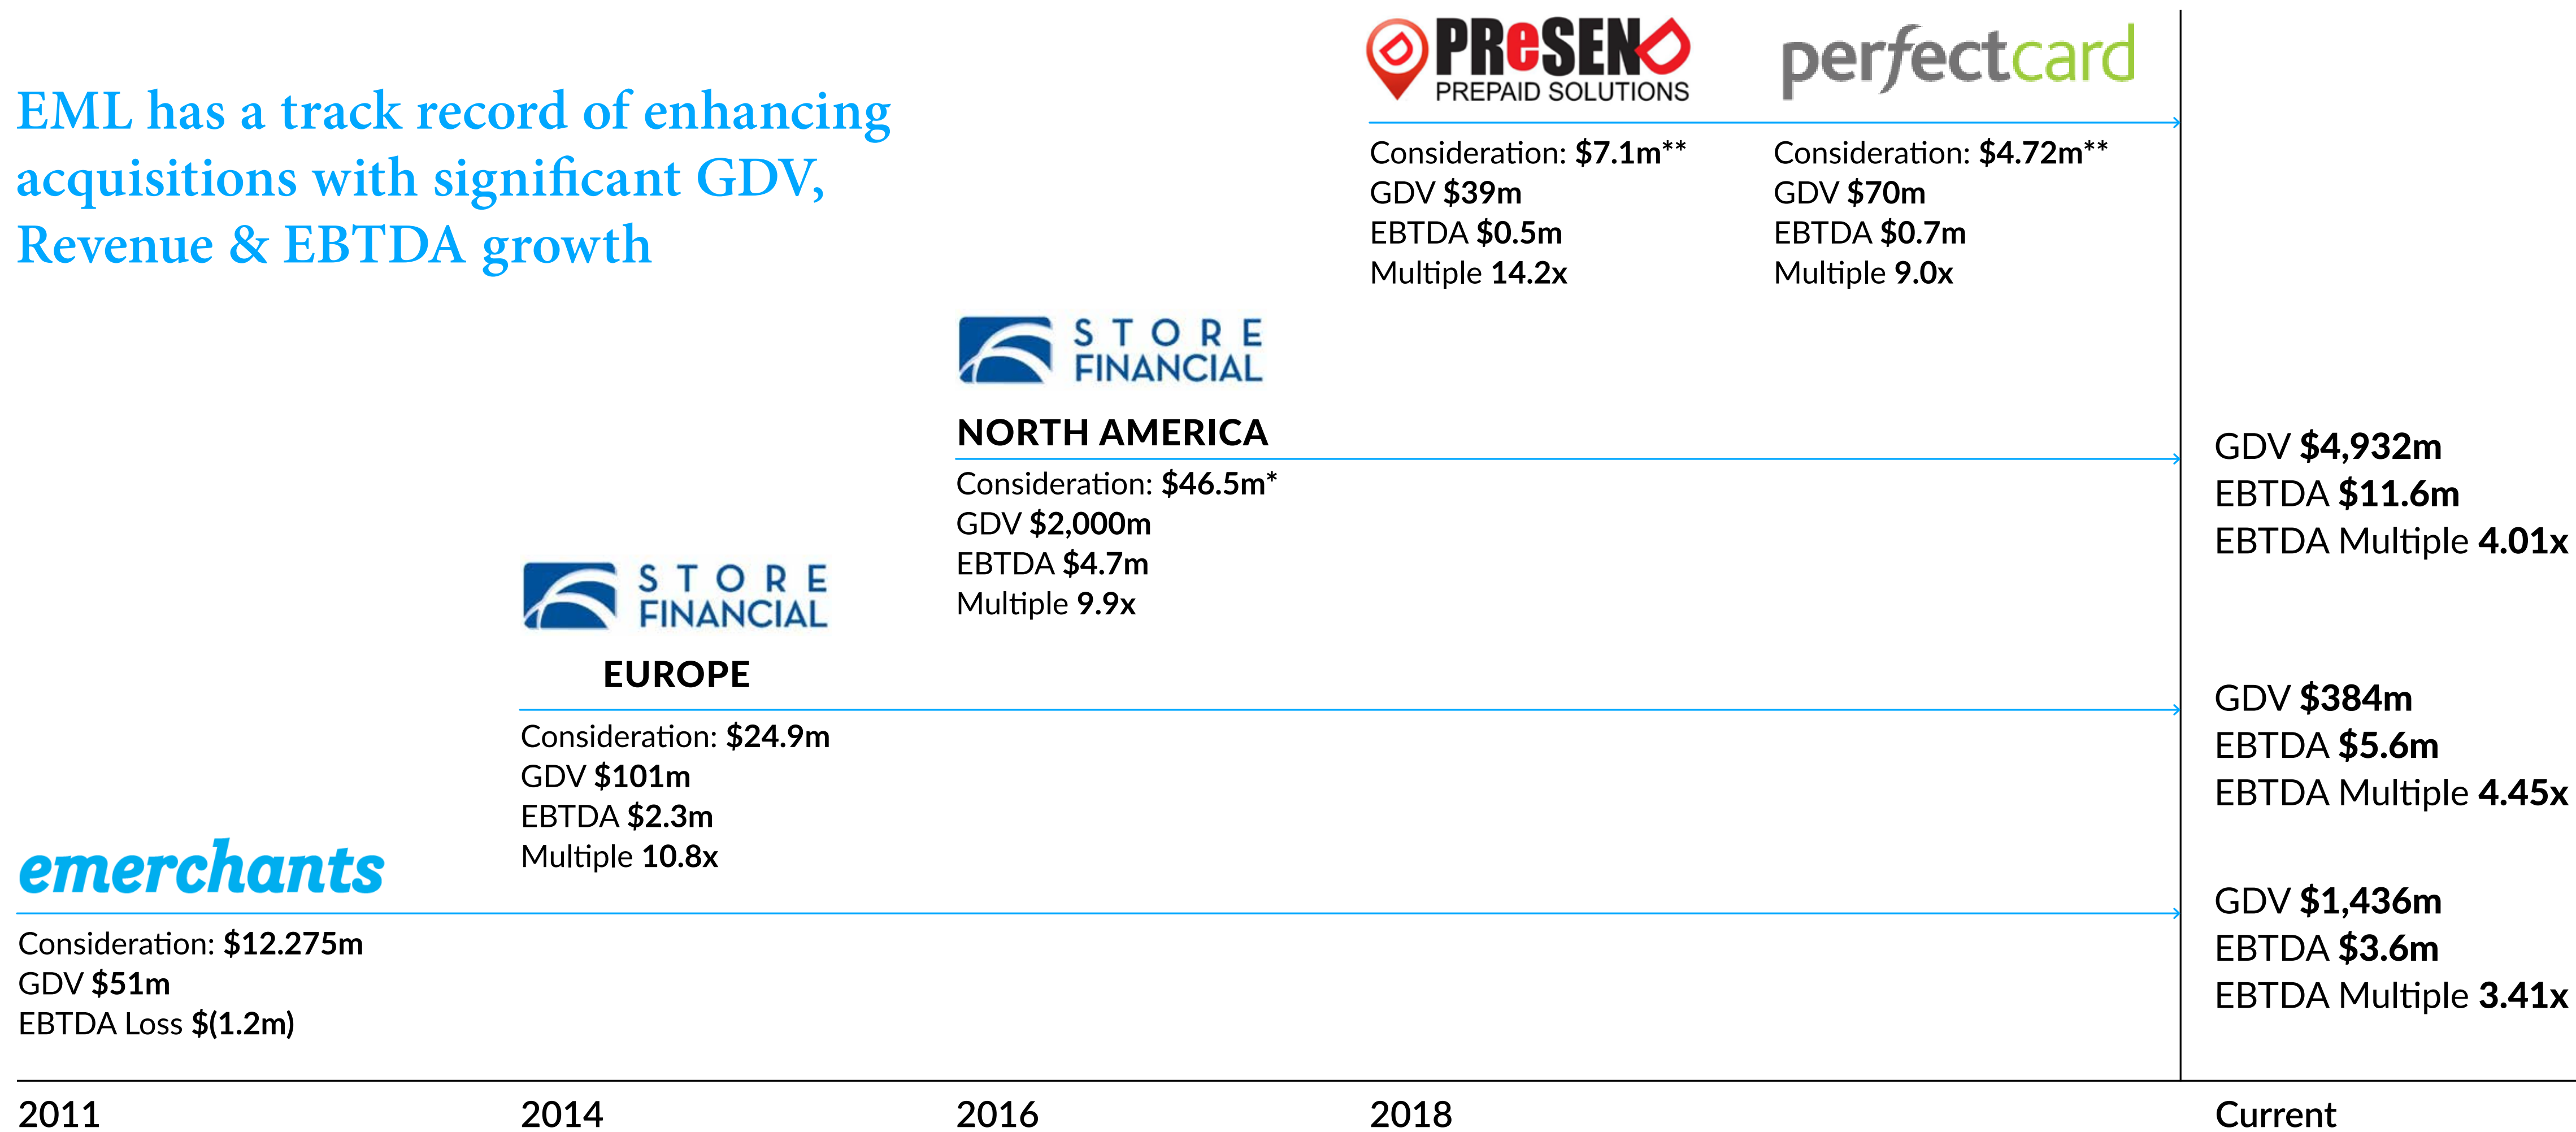 EML has a track record of enhancing
acquisitions with significant GDV,
Revenue & EBTDA growth
PReSEND
PREPAID SOLUTIONS
Consideration: $7.1m**
GDV $39m
EBTDA $0.5m
Multiple 14.2x
perfectcard
Consideration: $4.72m**
GDV $70m
EBTDA $0.7m
Multiple 9.0x
STORE
FINANCIAL
NORTH AMERICA
Consideration: $46.5m*
GDV $2,000m
EBTDA $4.7m
Multiple 9.9x
GDV $4,932m
EBTDA $11.6m
EBTDA Multiple 4.01x
STORE
FINANCIAL
EUROPE
Consideration: $24.9m
GDV $101m
EBTDA $2.3m
Multiple 10.8x
GDV $384m
EBTDA $5.6m
EBTDA Multiple 4.45x
emerchants
Consideration: $12.275m
GDV $51m
EBTDA Loss $(1.2m)
GDV $1,436m
EBTDA $3.6m
EBTDA Multiple 3.41x
2011
2014
2016
2018
Current